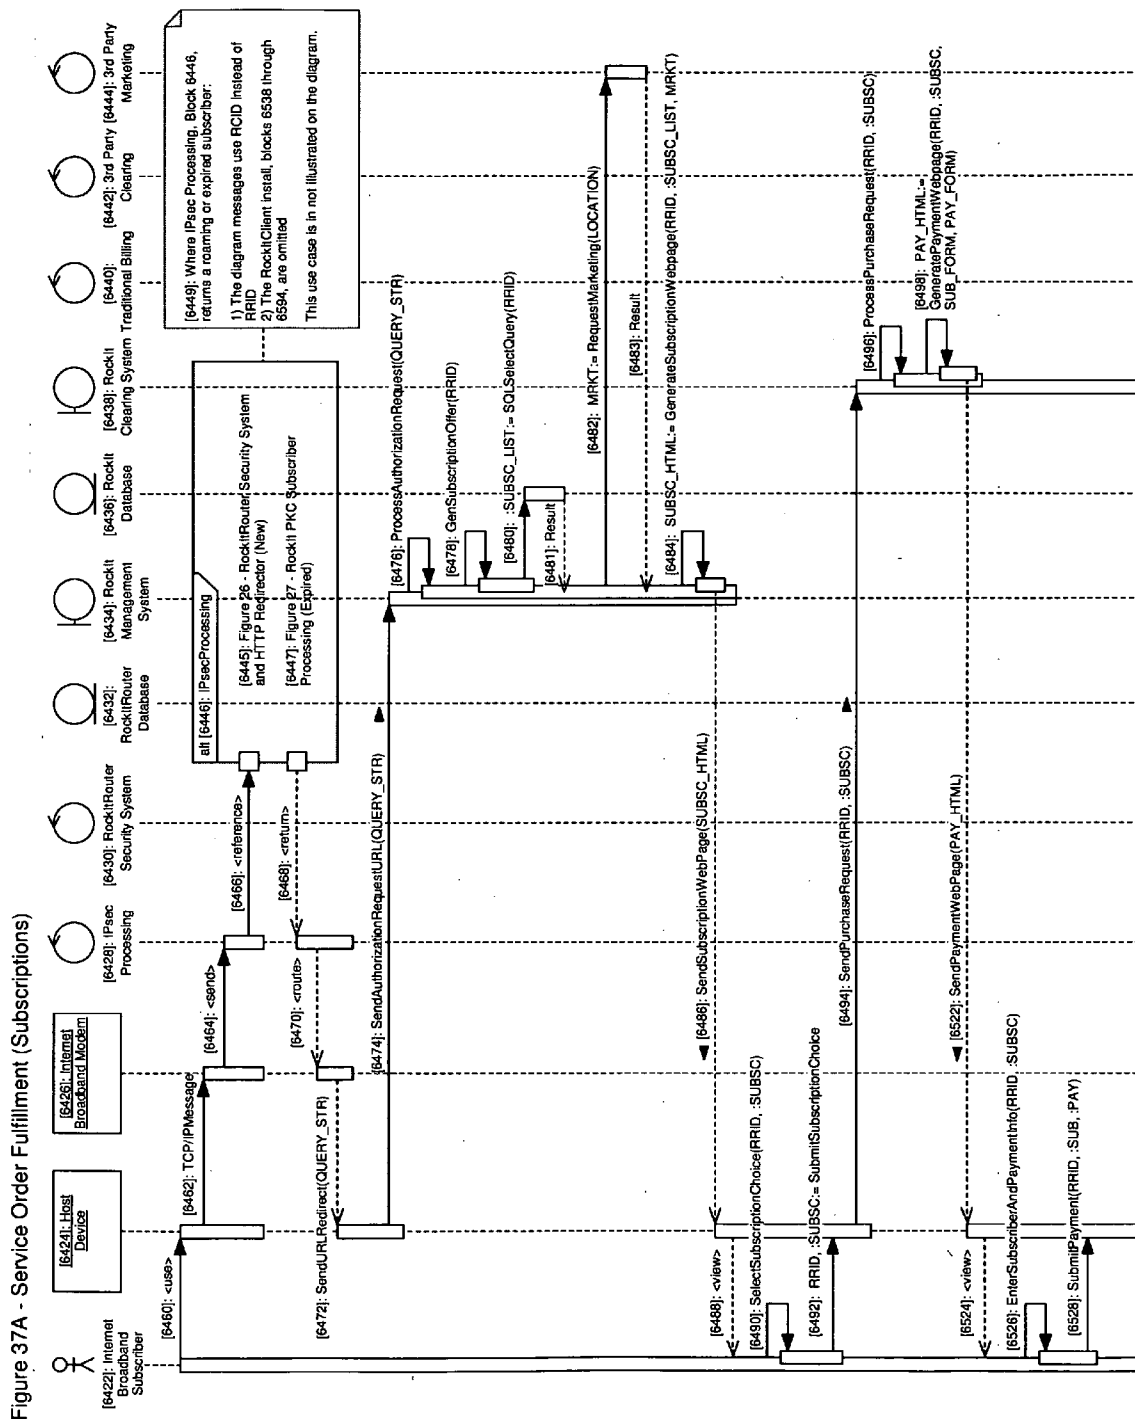 Figure 37A - Service Order Fulfillment (Subscriptions)
[6422]: Internet
Broadband
Subscriber
[6424]: Host
Device
[6426]: Internet
Broadband Modem
[6428]: IPsec
Processing
[6430]: RockItRouter
Security System
[6432]:
RockItRouter
Database
[6434]: RockIt
Management
System
[6436]: RockIt
Database
[6438]: RockIt
Clearing System
[6440]:
Traditional Billing
[6442]: 3rd Party
Clearing
[6444]: 3rd Party
Marketing
[6460]: <use>
[6462]: TCP/IPMessage
[6464]: <send>
[6466]: <reference>
alt [6446]: IPsecProcessing
[6445]: Figure 26 - RockItRouter Security System
and HTTP Redirector (New)
[6447]: Figure 27 - RockIt PKC Subscriber
Processing (Expired)
[6449]: Where IPsec Processing, Block 6446,
returns a roaming or expired subscriber:
1) The diagram messages use RCID instead of
RRID
2) The RockItClient install, blocks 6538 through
6594, are omitted
This use case is in not illustrated on the diagram.
[6468]: <return>
[6470]: <route>
[6472]: SendURLRedirect(QUERY_STR)
[6474]: SendAuthorizationRequestURL(QUERY_STR)
[6476]: ProcessAuthorizationRequest(QUERY_STR)
[6478]: GenSubscriptionOffer(RRID)
[6480]: :SUBSC_LIST:= SQLSelectQuery(RRID)
[6481]: Result
[6482]: MRKT:= RequestMarketing(LOCATION)
[6483]: Result
[6484]: SUBSC_HTML:= GenerateSubscriptionWebpage(RRID, :SUBSC_LIST, MRKT)
[6486]: SendSubscriptionWebPage(SUBSC_HTML)
[6488]: <view>
[6490]: SelectSubscriptionChoice(RRID, :SUBSC)
[6492]: RRID, :SUBSC:= SubmitSubscriptionChoice
[6494]: SendPurchaseRequest(RRID, :SUBSC)
[6496]: ProcessPurchaseRequest(RRID, :SUBSC)
[6498]: PAY_HTML:=
GeneratePaymentWebpage(RRID, :SUBSC,
SUB_FORM, PAY_FORM)
[6522]: SendPaymentWebPage(PAY_HTML)
[6524]: <view>
[6526]: EnterSubscriberAndPaymentInfo(RRID, :SUBSC)
[6528]: SubmitPayment(RRID, :SUB, :PAY)